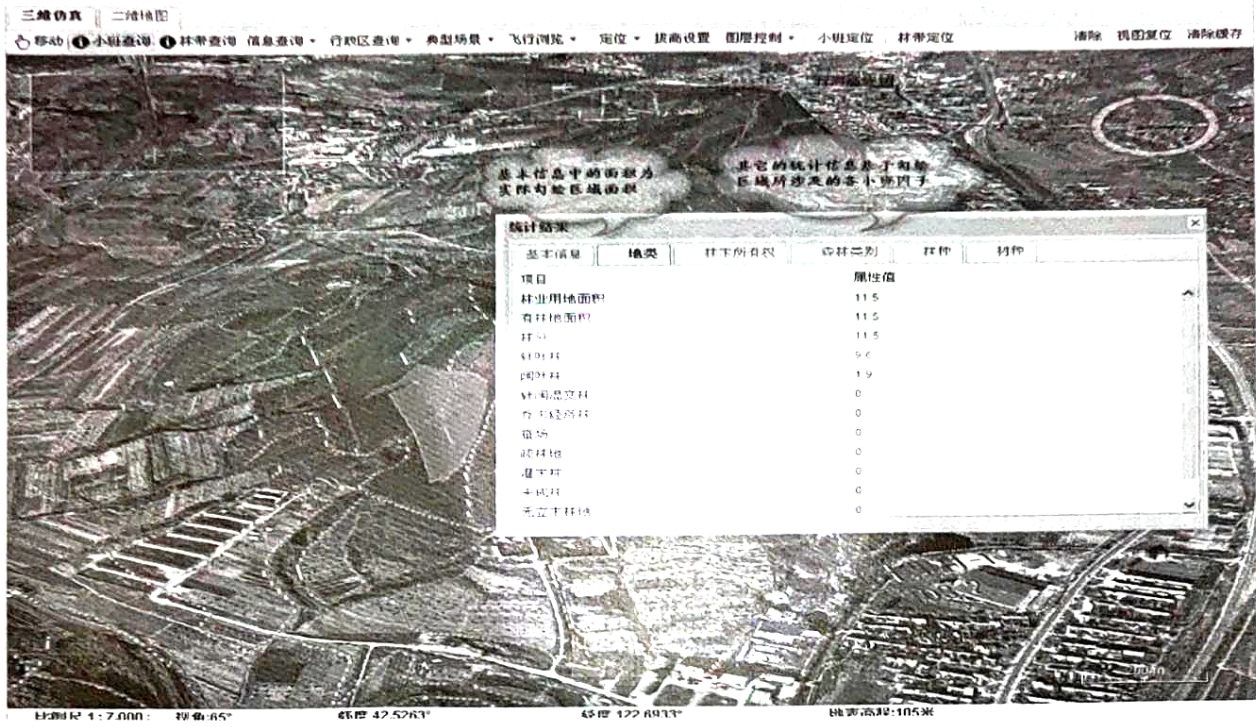 三维仿真 二维地图
移动 小班查询 林带查询 信息查询 行政区查询 典型场景 飞行浏览 定位 拔高设置 图层控制 小班定位 林带定位 清除 视图复位 清除缓存
基本信息中的面积为
实际勾绘区域面积
其它的统计信息基于勾绘
区域所涉及的各小班因子
统计结果
基本信息 地类 林木所有权 森林类别 林种 树种
项目 属性值
林业用地面积 11.5
有林地面积 11.5
林分 11.5
针叶林 9.6
阔叶林 1.9
针阔混交林 0
0
苗圃 0
疏林地 0
灌木林 0
未成林 0
无立木林地 0
比例尺 1:7,000 视角:65° 纬度 42.5263° 经度 122.6933° 地表高程:105米